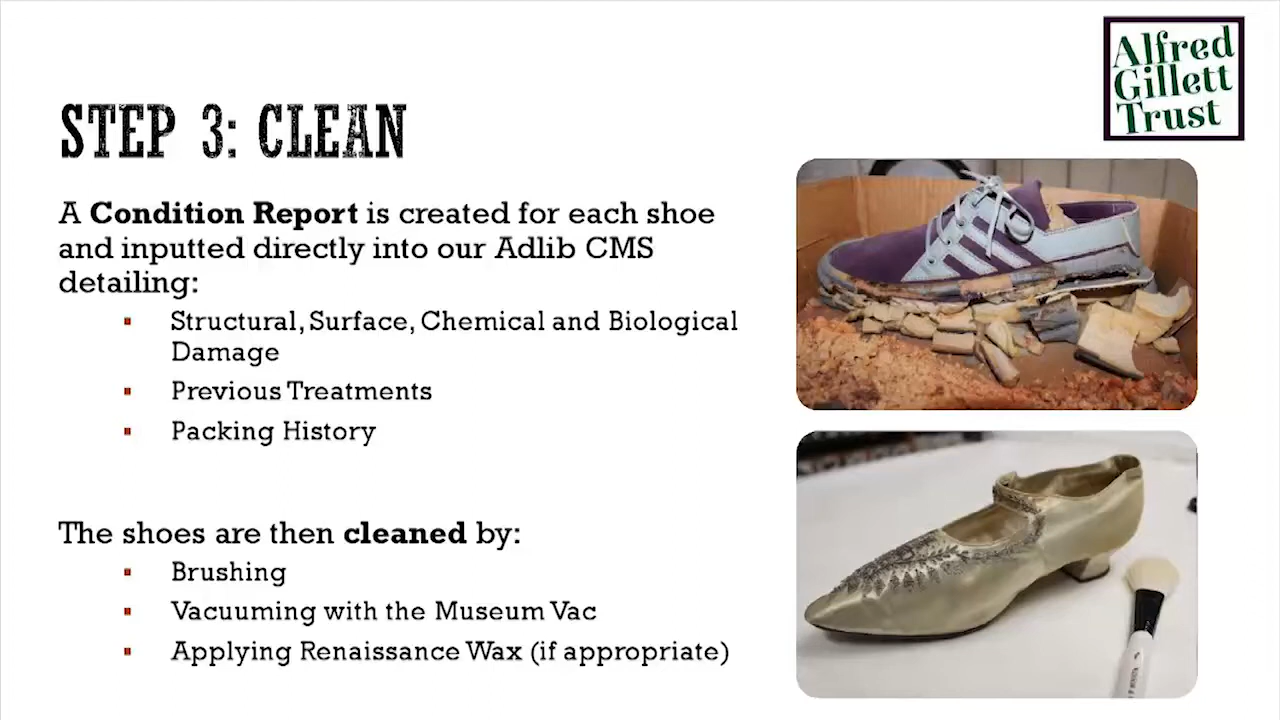 Alfred
Gillett
Trust
STEP 3: CLEAN
A Condition Report is created for each shoe
and inputted directly into our Adlib CMS
detailing:
Structural, Surface, Chemical and Biological
Damage
Previous Treatments
Packing History
The shoes are then cleaned by:
Brushing
Vacuuming with the Museum Vac
Applying Renaissance Wax (if appropriate)